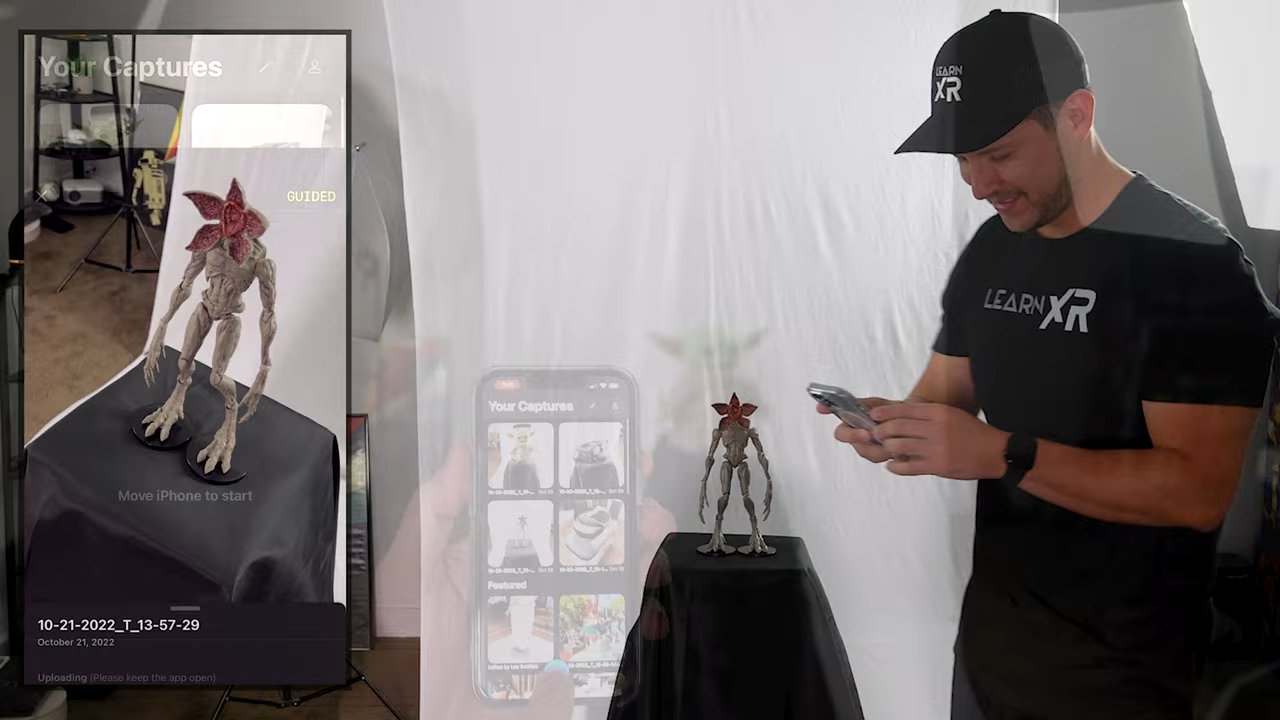 Your Captures
GUIDED
Move iPhone to start
10-21-2022_T_13-57-29
October 21, 2022
Uploading (Please keep the app open)
Your Captures
Featured
LEARN
XR
LEARN XR